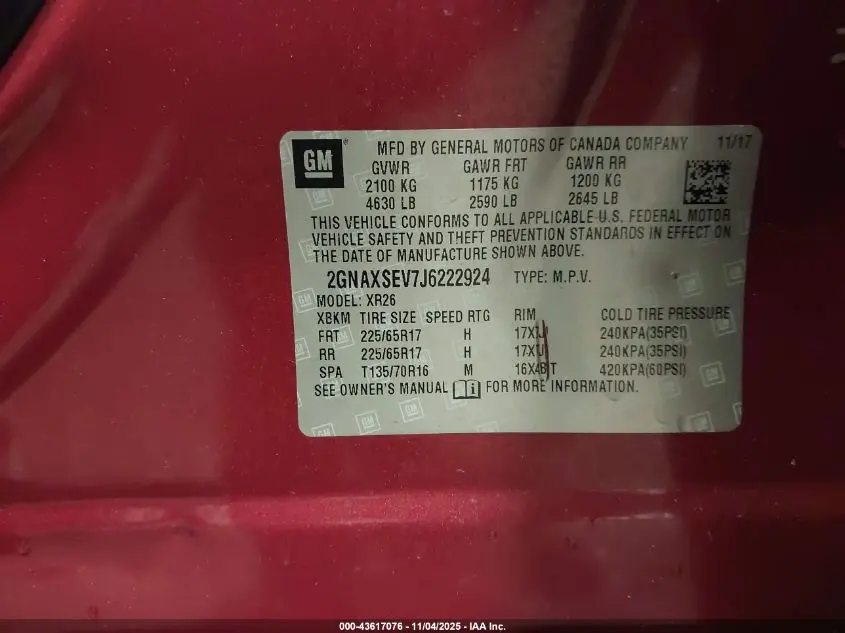 GM
MFD BY GENERAL MOTORS OF CANADA COMPANY 11/17
GVWR GAWR FRT GAWR RR
2100 KG 1175 KG 1200 KG
4630 LB 2590 LB 2645 LB
THIS VEHICLE CONFORMS TO ALL APPLICABLE U.S. FEDERAL MOTOR
VEHICLE SAFETY AND THEFT PREVENTION STANDARDS IN EFFECT ON
THE DATE OF MANUFACTURE SHOWN ABOVE.
2GNAXSEV7J6222924 TYPE: M.P.V.
MODEL: XR26
XBKM TIRE SIZE SPEED RTG RIM COLD TIRE PRESSURE
FRT 225/65R17 H 240KPA(35PSI)
RR 225/65R17 H 240KPA(35PSI)
SPA T135/70R16 M 16X4BT 420KPA(60PSI)
SEE OWNER'S MANUAL FOR MORE INFORMATION.
000-43617076 - 11/04/2025 - IAA Inc.